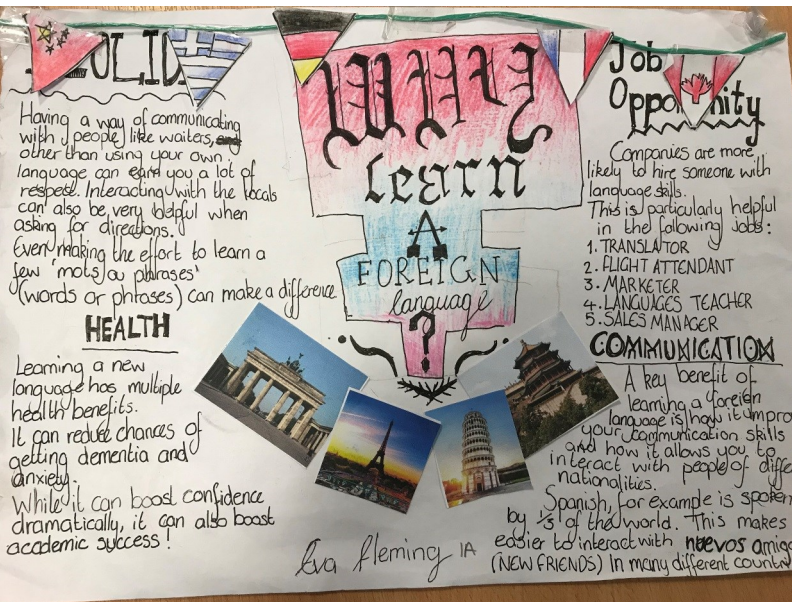 WHY
learn
A
FOREIGN
language
?
Having a way of communicating
with people like waiters,
other than using your own
language can earn you a lot of
respect. Interacting with the locals
can also be very helpful when
asking for directions.
Even making the effort to learn a
few 'mots ou phrases'
(words or phrases) can make a difference
HEALTH
Learning a new
language has multiple
health benefits.
It can reduce chances of
getting dementia and
anxiety.
While it can boost confidence
dramatically, it can also boost
academic success!
Job
Opportunity
Companies are more
likely to hire someone with
language skills.
This is particularly helpful
in the following jobs:
1. TRANSLATOR
2. FLIGHT ATTENDANT
3. MARKETER
4. LANGUAGES TEACHER
5. SALES MANAGER
COMMUNICATION
A key benefit of
learning a foreign
language is how it impro
your communication skills
and how it allows you to
interact with people of diffe
nationalities.
Spanish, for example is spoken
by 1/3 of the world. This makes
easier to interact with nuevos amig
(NEW FRIENDS) In many different countr
Eva Fleming 1A